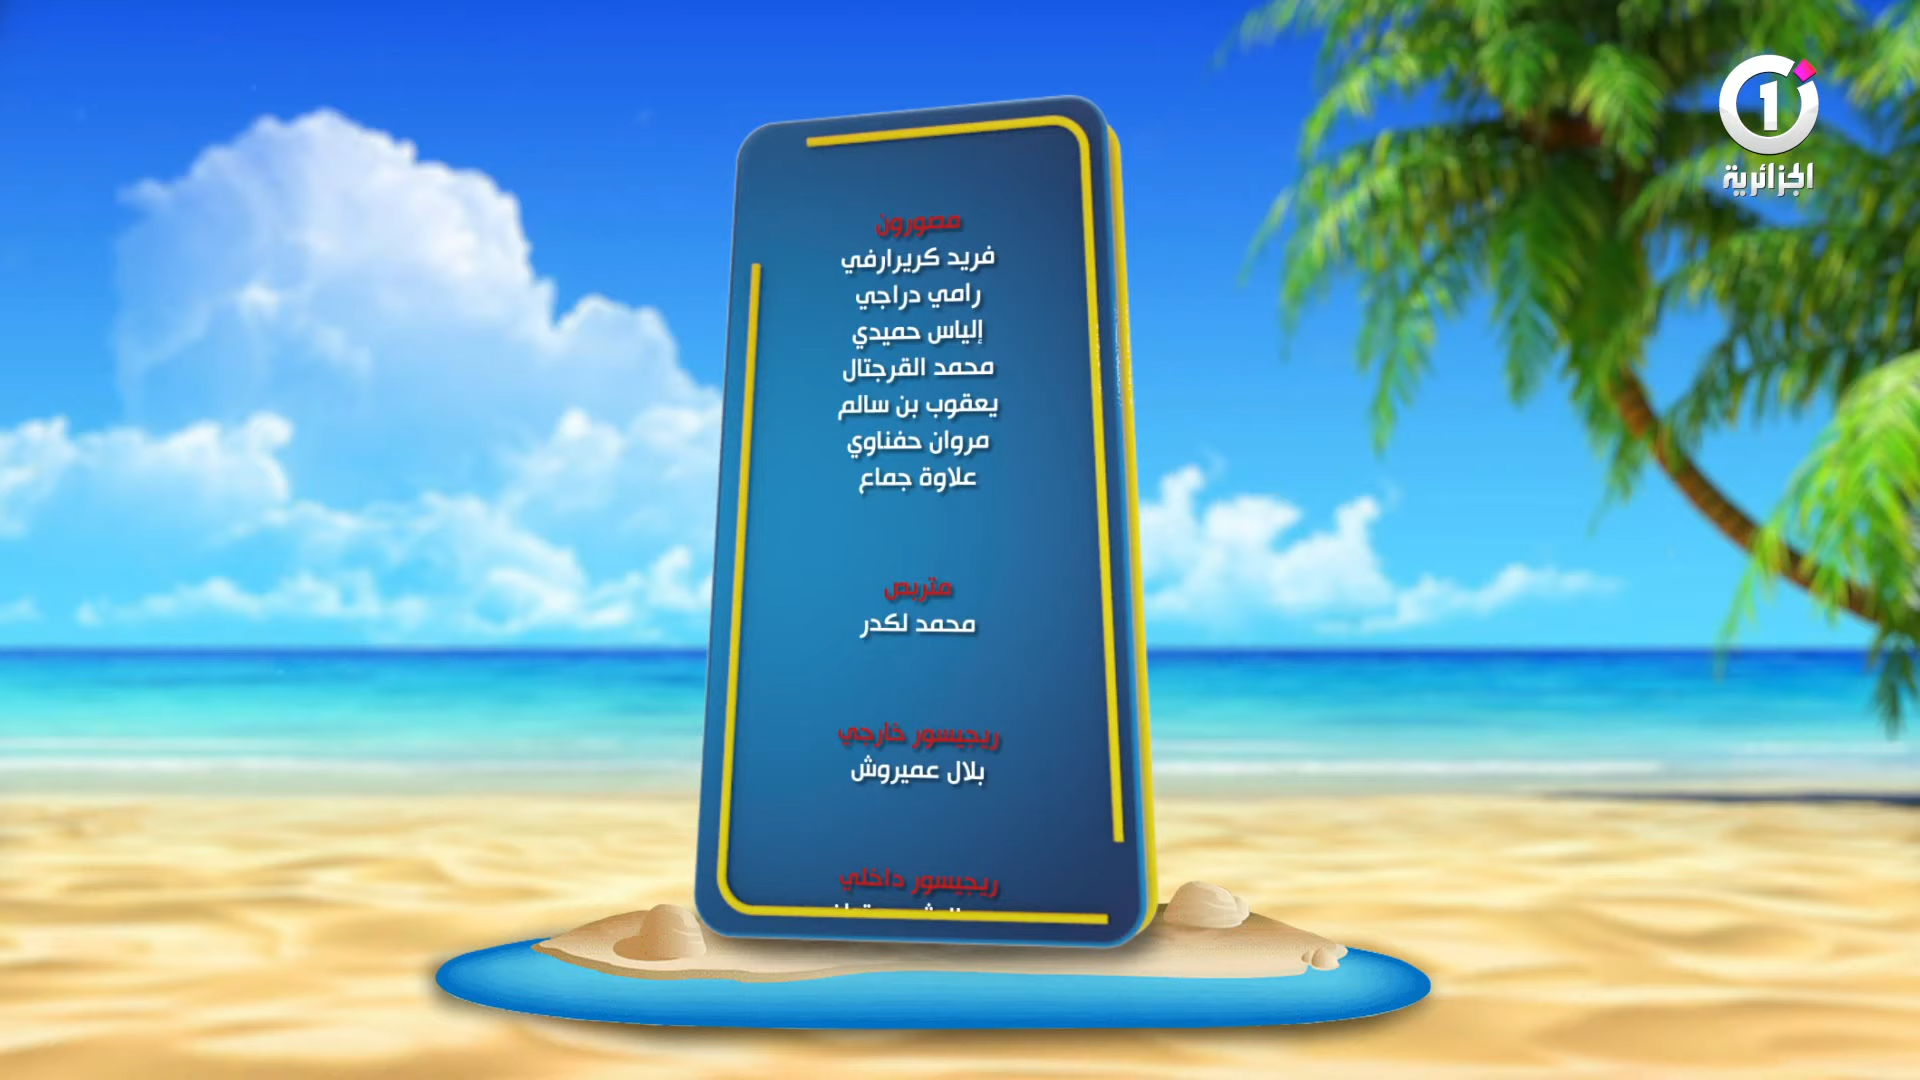 1
الجزائرية
مصورون
فريد كريرارفي
رامي دراجي
إلياس حميدي
محمد القرجتال
يعقوب بن سالم
مروان حفناوي
علاوة جماع
متربص
محمد لكدر
ريجيسور خارجي
بلال عميروش
ريجيسور داخلي